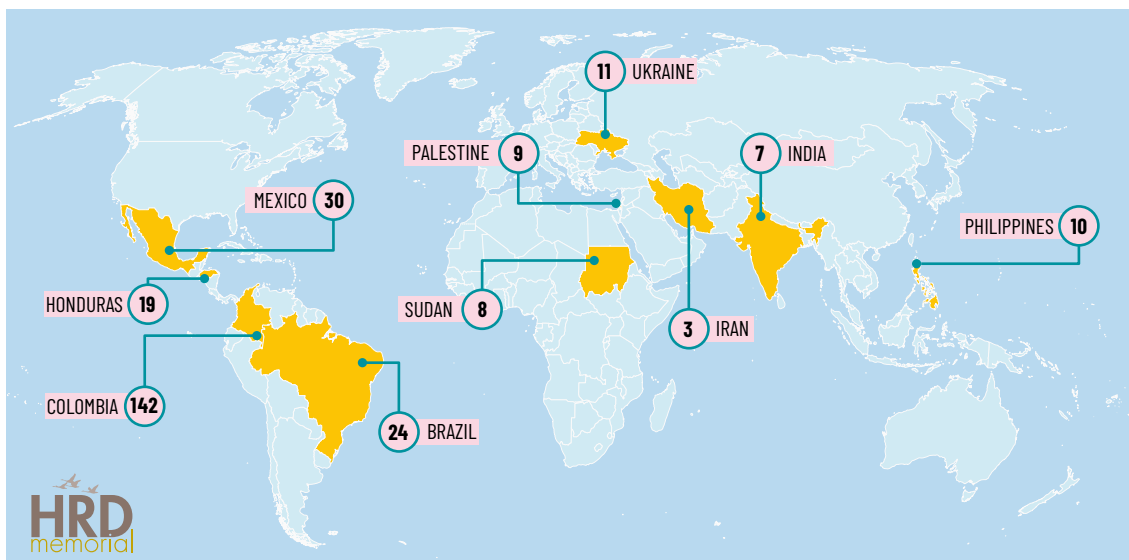 11 UKRAINE
PALESTINE 9
7 INDIA
MEXICO 30
PHILIPPINES 10
HONDURAS 19
SUDAN 8
3 IRAN
COLOMBIA 142
24 BRAZIL
HRD
memorial